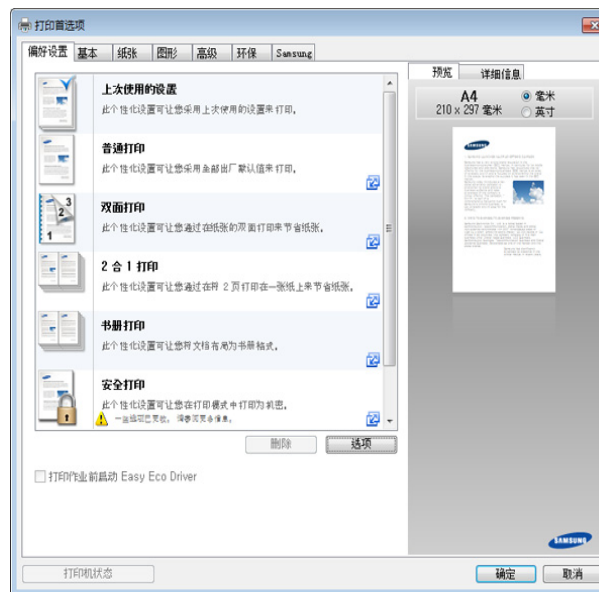 打印首选项
偏好设置 基本 纸张 图形 高级 环保 Samsung
上次使用的设置
此个性化设置可让您采用上次使用的设置来打印。
普通打印
此个性化设置可让您采用全部出厂默认值来打印。
双面打印
此个性化设置可让您通过在纸张的双面打印来节省纸张。
2 合 1 打印
此个性化设置可让您通过在将 2 页打印在一张纸上来节省纸张。
书册打印
此个性化设置可让您将文档布局为书册格式。
安全打印
此个性化设置可让您在打印模式中打印为机密。
一些选项已更改。
删除 选项
打印作业前启动 Easy Eco Driver
预览 详细信息
A4
210 x 297 毫米
毫米
英寸
SAMSUNG
打印机状态 确定 取消